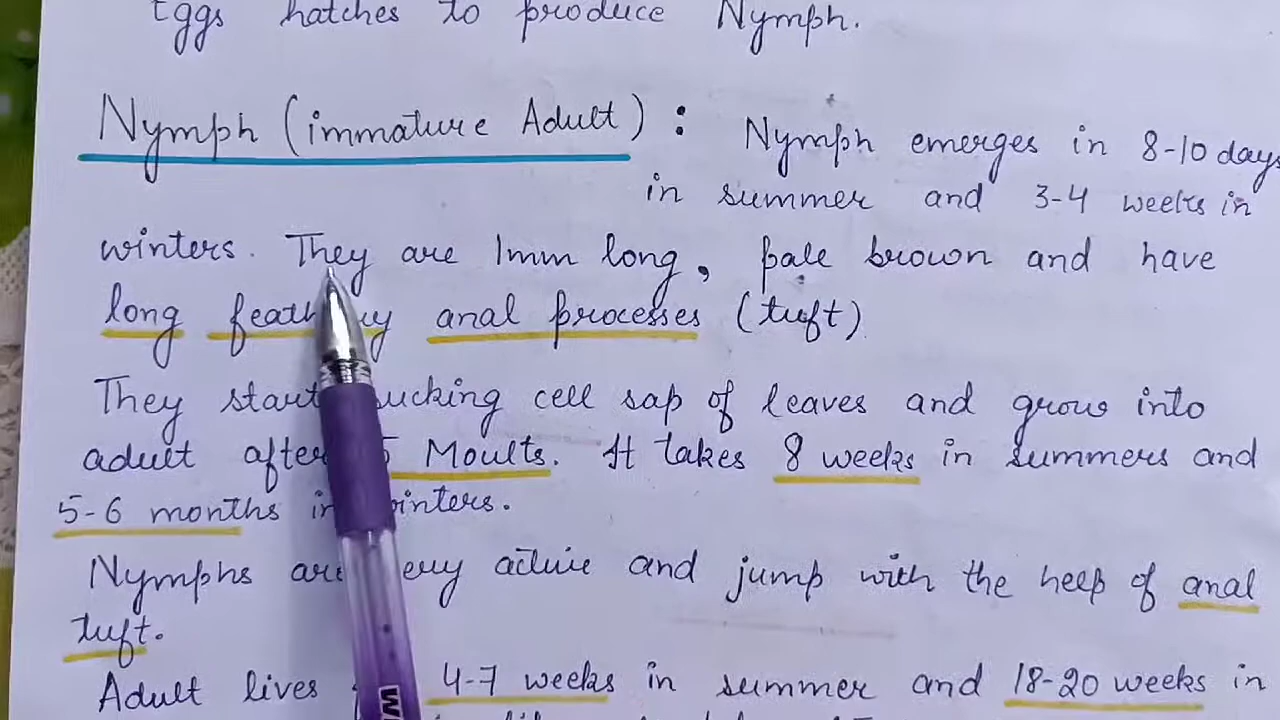 Eggs hatches to produce Nymph.
Nymph (immature Adult) : Nymph emerges in 8-10 days
in summer and 3-4 weeks in
winters. They are 1mm long, pale brown and have
long feathery anal processes (tuft)
They start sucking cell sap of leaves and grow into
adult after 5 Moults. It takes 8 weeks in summers and
5-6 months in winters.
Nymphs are very active and jump with the help of anal
tuft.
Adult lives 4-7 weeks in summer and 18-20 weeks in